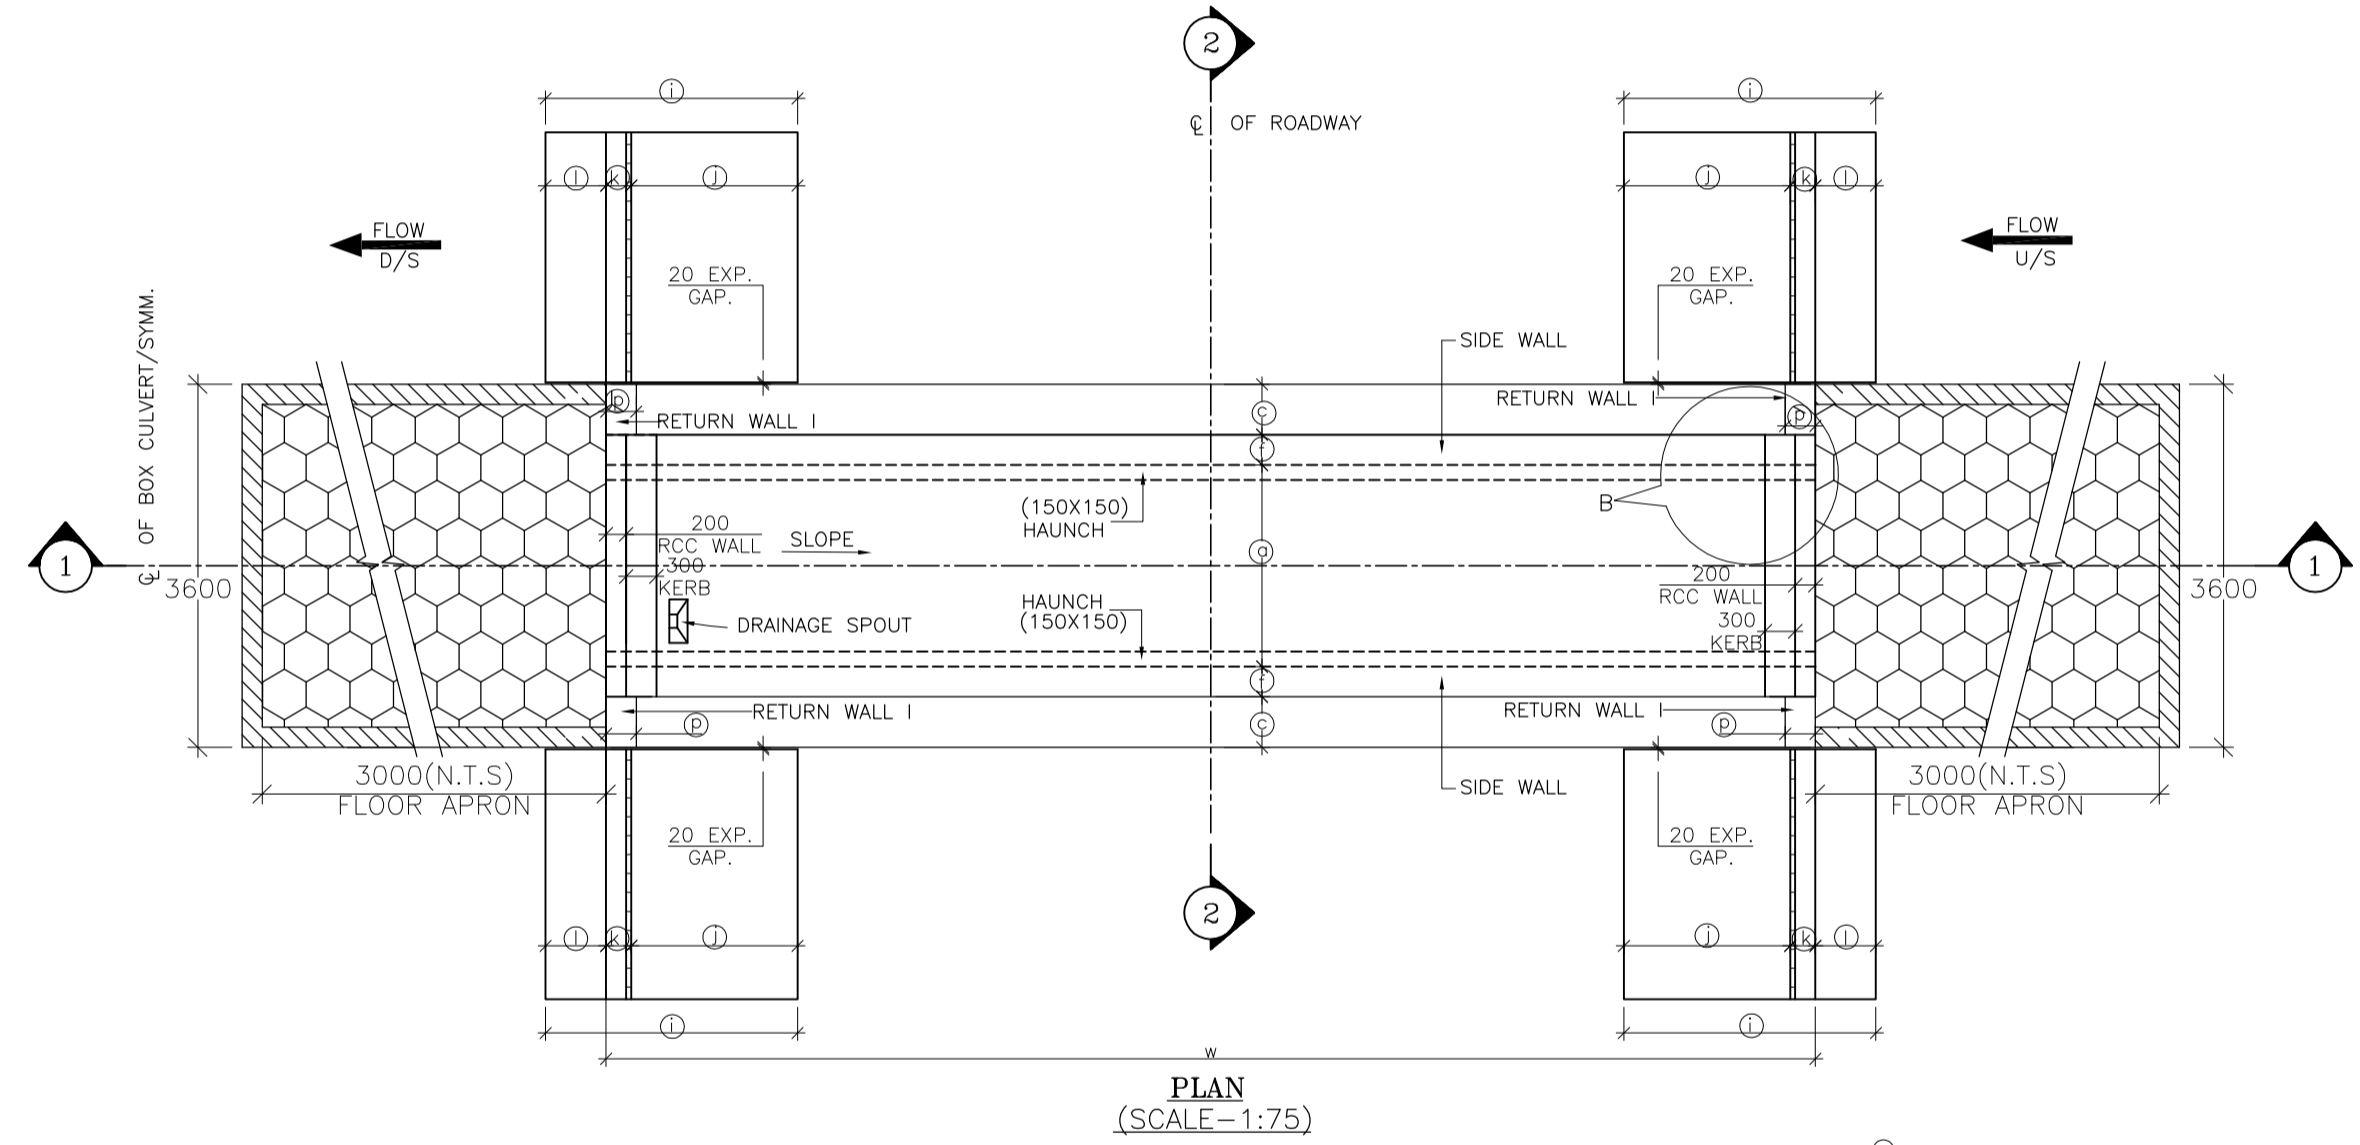 2
℄ OF ROADWAY
i
i
l
k
j
j
k
l
FLOW
D/S
FLOW
U/S
20 EXP.
GAP.
20 EXP.
GAP.
℄ OF BOX CULVERT/SYMM.
SIDE WALL
p
RETURN WALL I
c
RETURN WALL I
p
f
B
(150X150)
HAUNCH
200
RCC WALL
SLOPE
300
KERB
a
1
3600
200
RCC WALL
300
KERB
1
3600
HAUNCH
(150X150)
DRAINAGE SPOUT
f
RETURN WALL I
p
c
RETURN WALL I
p
3000(N.T.S)
FLOOR APRON
SIDE WALL
3000(N.T.S)
FLOOR APRON
20 EXP.
GAP.
20 EXP.
GAP.
2
l
k
j
j
k
l
i
i
w
PLAN
(SCALE-1:75)